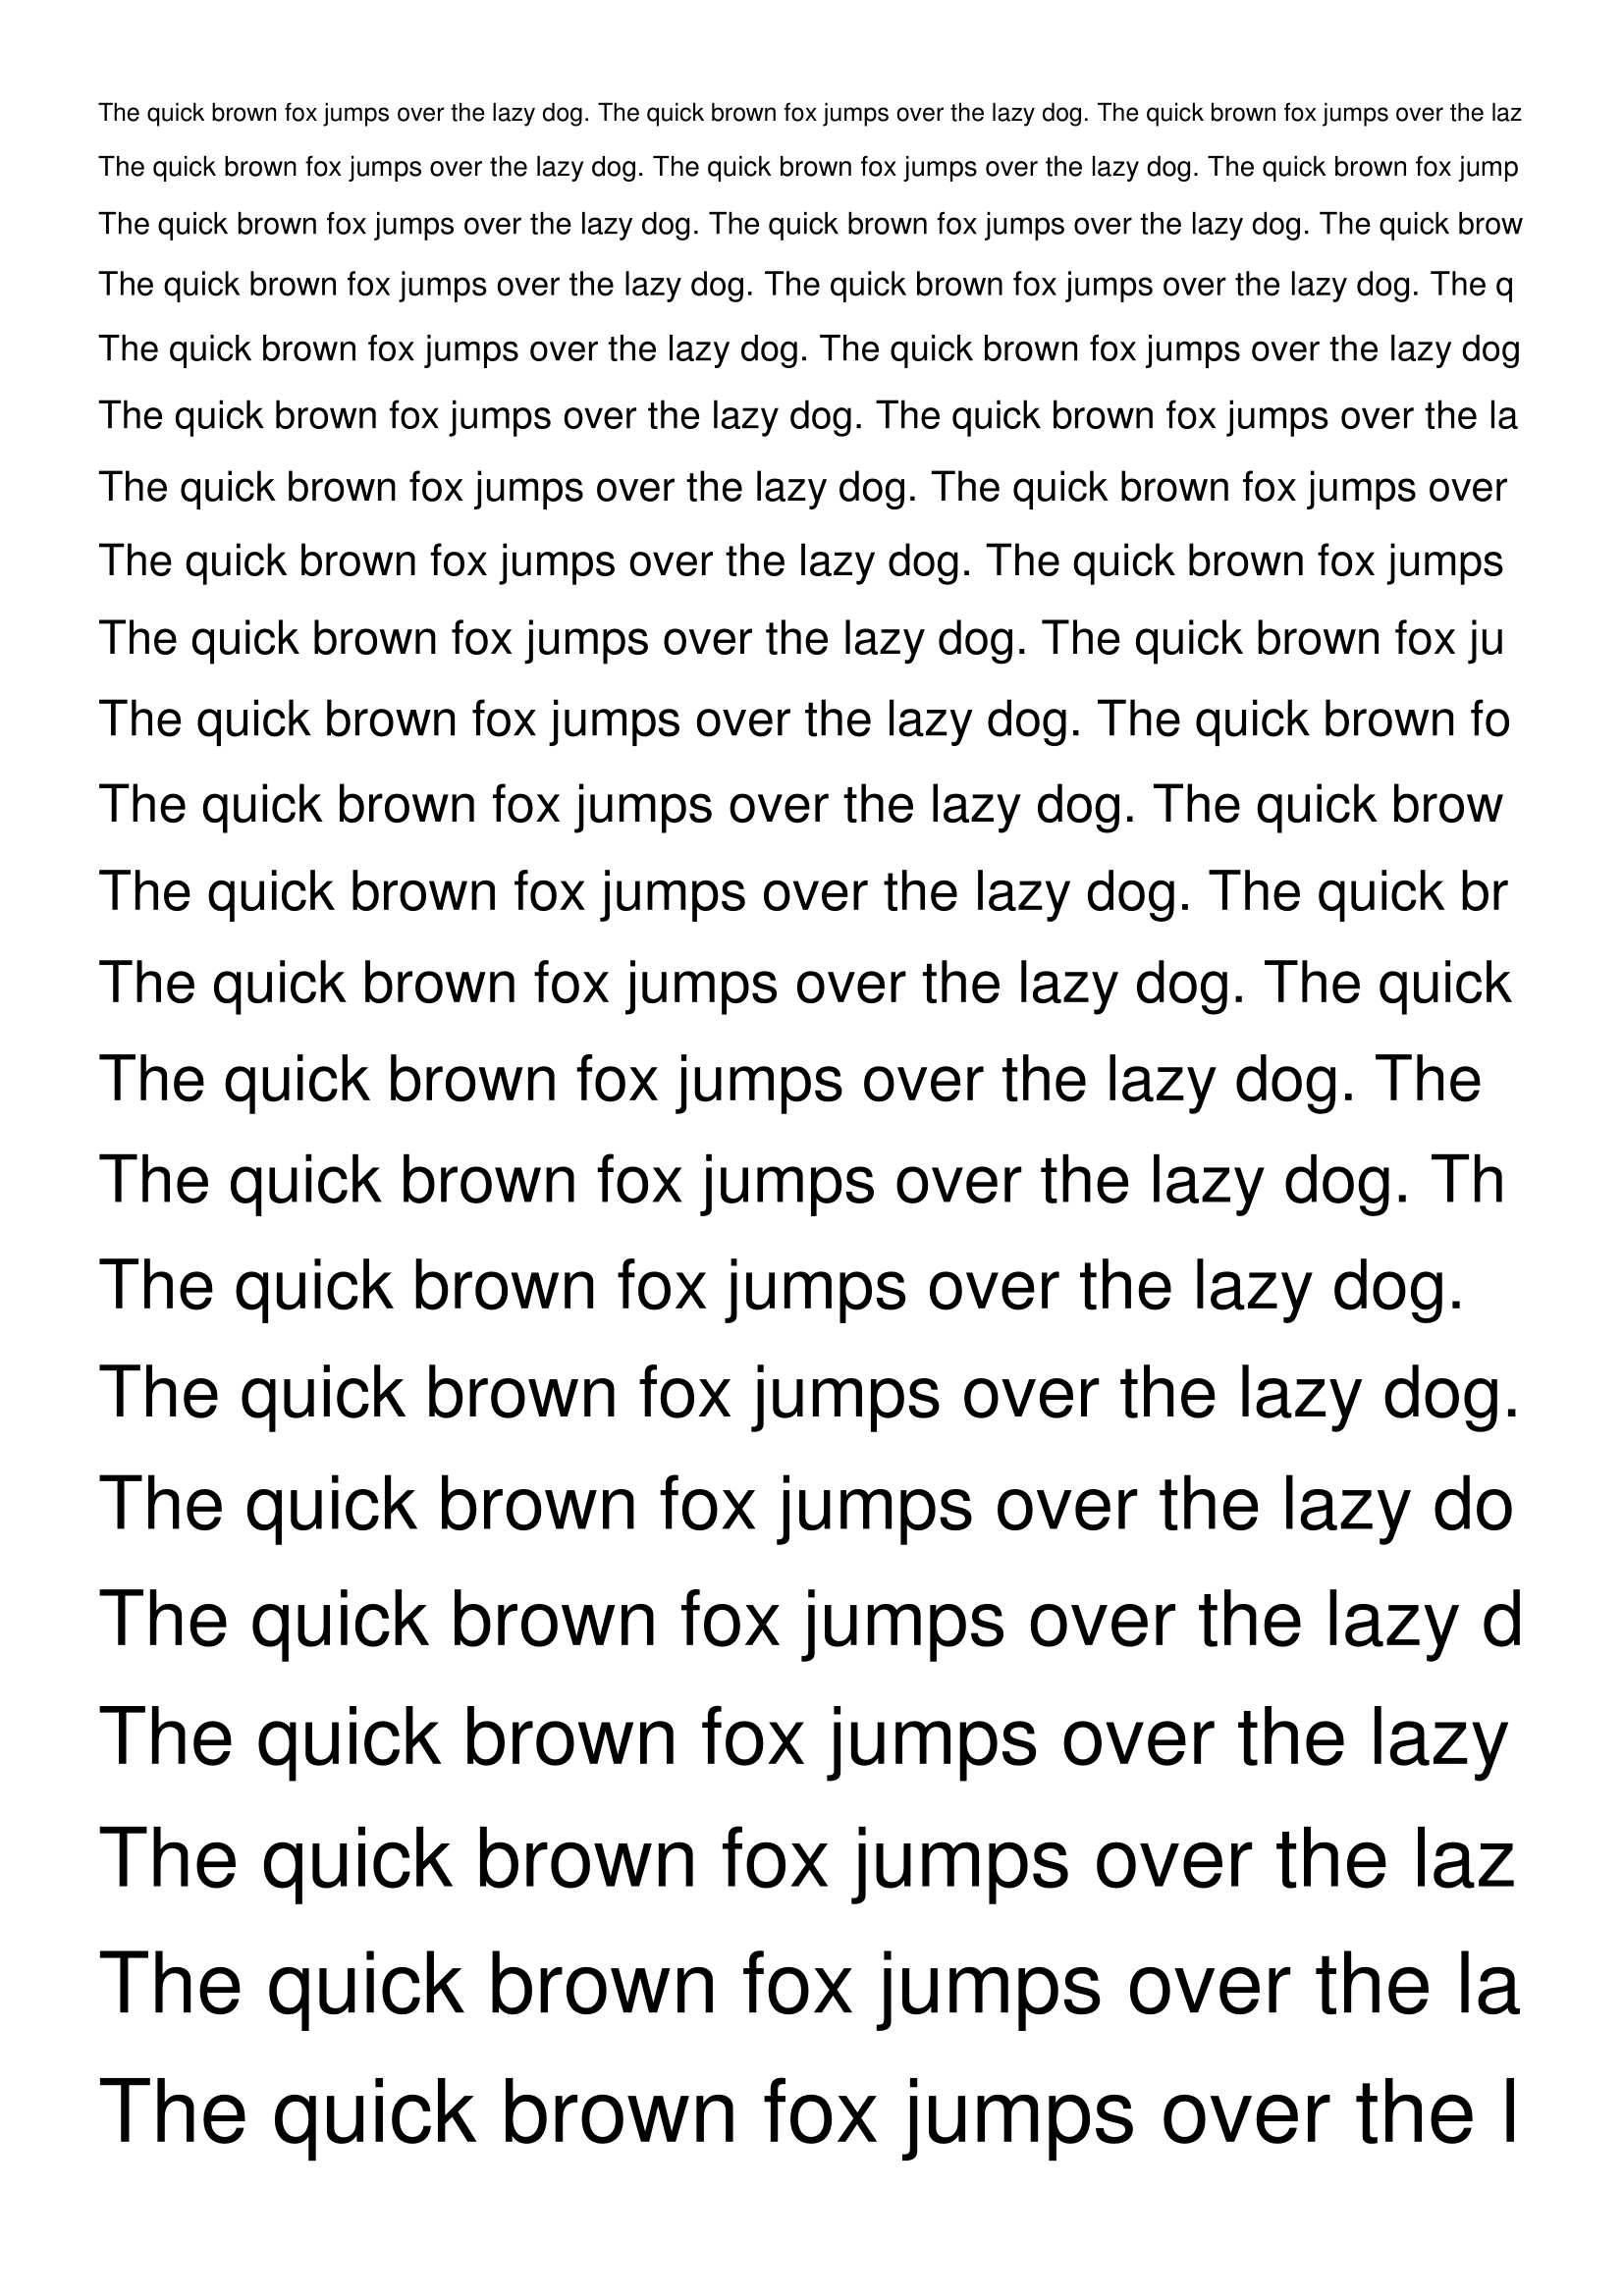 The quick brown fox jumps over the lazy dog. The quick brown fox jumps over the lazy dog. The quick brown fox jumps over the laz
The quick brown fox jumps over the lazy dog. The quick brown fox jumps over the lazy dog. The quick brown fox jump
The quick brown fox jumps over the lazy dog. The quick brown fox jumps over the lazy dog. The quick brow
The quick brown fox jumps over the lazy dog. The quick brown fox jumps over the lazy dog. The q
The quick brown fox jumps over the lazy dog. The quick brown fox jumps over the lazy dog
The quick brown fox jumps over the lazy dog. The quick brown fox jumps over the la
The quick brown fox jumps over the lazy dog. The quick brown fox jumps over
The quick brown fox jumps over the lazy dog. The quick brown fox jumps
The quick brown fox jumps over the lazy dog. The quick brown fox ju
The quick brown fox jumps over the lazy dog. The quick brown fo
The quick brown fox jumps over the lazy dog. The quick brow
The quick brown fox jumps over the lazy dog. The quick br
The quick brown fox jumps over the lazy dog. The quick
The quick brown fox jumps over the lazy dog. The
The quick brown fox jumps over the lazy dog. Th
The quick brown fox jumps over the lazy dog.
The quick brown fox jumps over the lazy dog.
The quick brown fox jumps over the lazy do
The quick brown fox jumps over the lazy d
The quick brown fox jumps over the lazy
The quick brown fox jumps over the laz
The quick brown fox jumps over the la
The quick brown fox jumps over the l